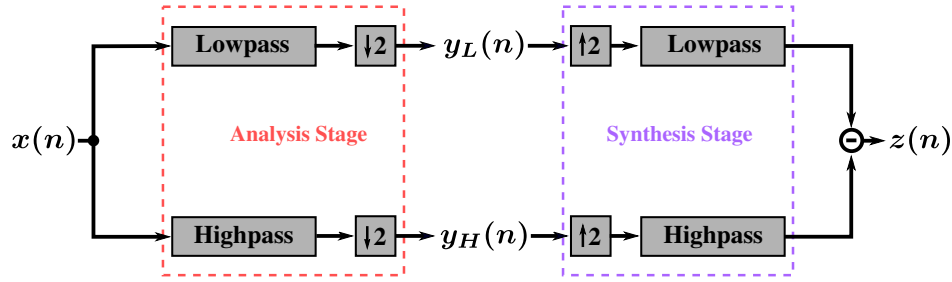 Lowpass ↓2 y_L(n) ↑2 Lowpass
x(n) Analysis Stage Synthesis Stage - z(n)
Highpass ↓2 y_H(n) ↑2 Highpass